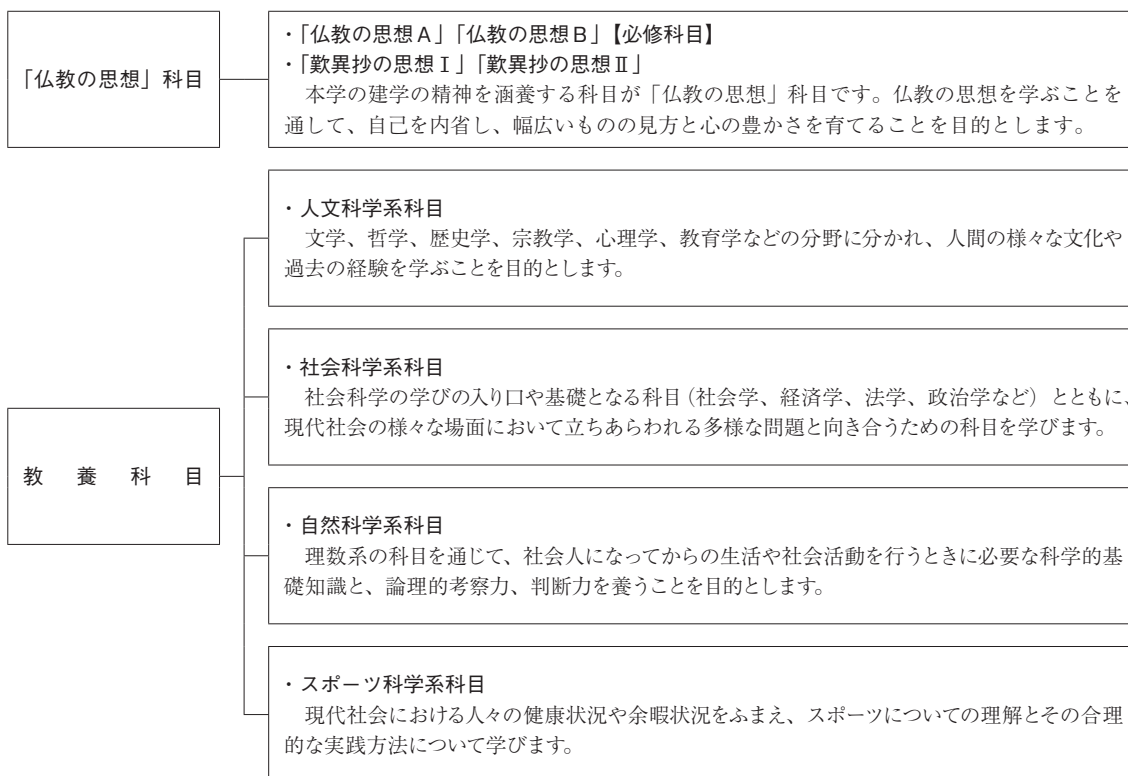 「仏教の思想」科目
・「仏教の思想A」「仏教の思想B」【必修科目】
・「歎異抄の思想Ⅰ」「歎異抄の思想Ⅱ」
本学の建学の精神を涵養する科目が「仏教の思想」科目です。仏教の思想を学ぶことを
通して、自己を内省し、幅広いものの見方と心の豊かさを育てることを目的とします。
教養科目
・人文科学系科目
文学、哲学、歴史学、宗教学、心理学、教育学などの分野に分かれ、人間の様々な文化や
過去の経験を学ぶことを目的とします。
・社会科学系科目
社会科学の学びの入り口や基礎となる科目(社会学、経済学、法学、政治学など)とともに、
現代社会の様々な場面において立ちあらわれる多様な問題と向き合うための科目を学びます。
・自然科学系科目
理数系の科目を通じて、社会人になってからの生活や社会活動を行うときに必要な科学的基
礎知識と、論理的考察力、判断力を養うことを目的とします。
・スポーツ科学系科目
現代社会における人々の健康状況や余暇状況をふまえ、スポーツについての理解とその合理
的な実践方法について学びます。